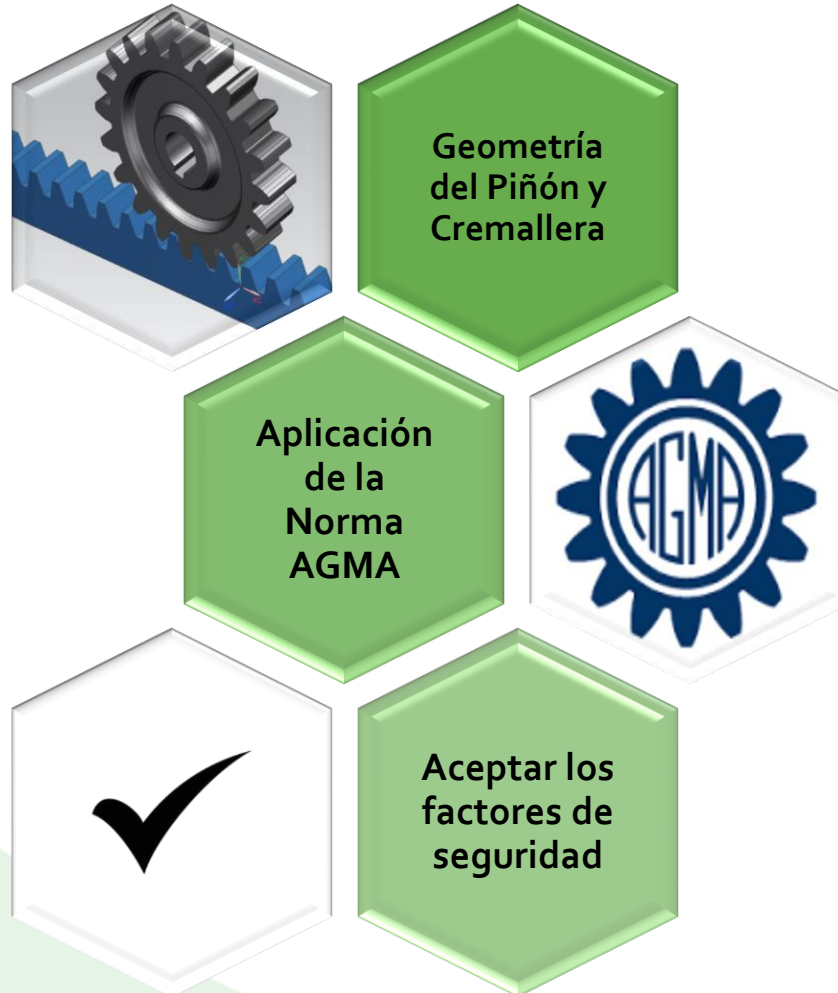 Geometría
del Piñón y
Cremallera
Aplicación
de la
Norma
AGMA
AGMA
Aceptar los
factores de
seguridad